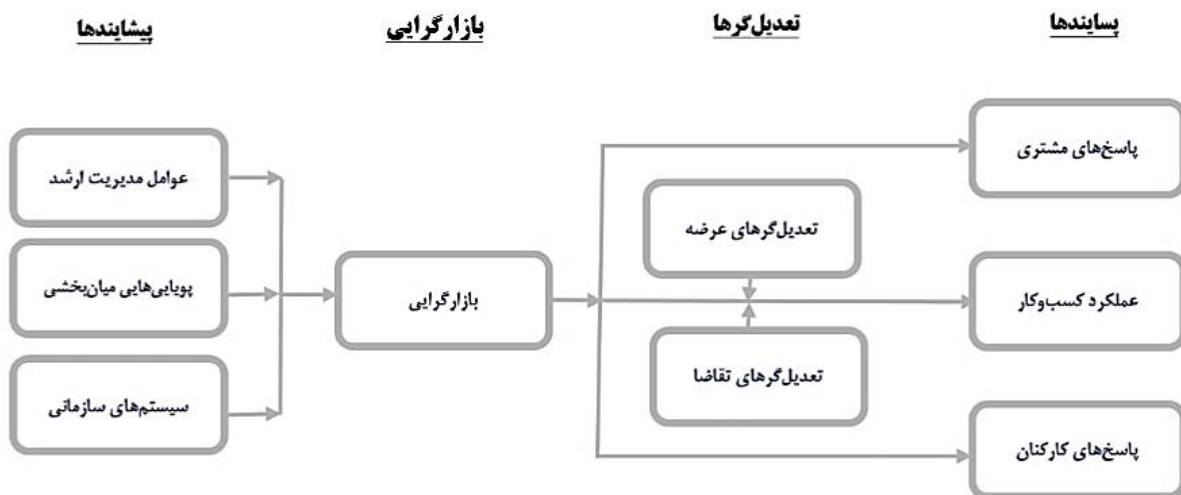 پیشایندها
بازارگرایی
تعدیل‌گرها
پسایندها
عوامل مدیریت ارشد
پویایی‌هایی میان‌بخشی
سیستم‌های سازمانی
بازارگرایی
تعدیل‌گرهای عرضه
تعدیل‌گرهای تقاضا
پاسخ‌های مشتری
عملکرد کسب‌وکار
پاسخ‌های کارکنان